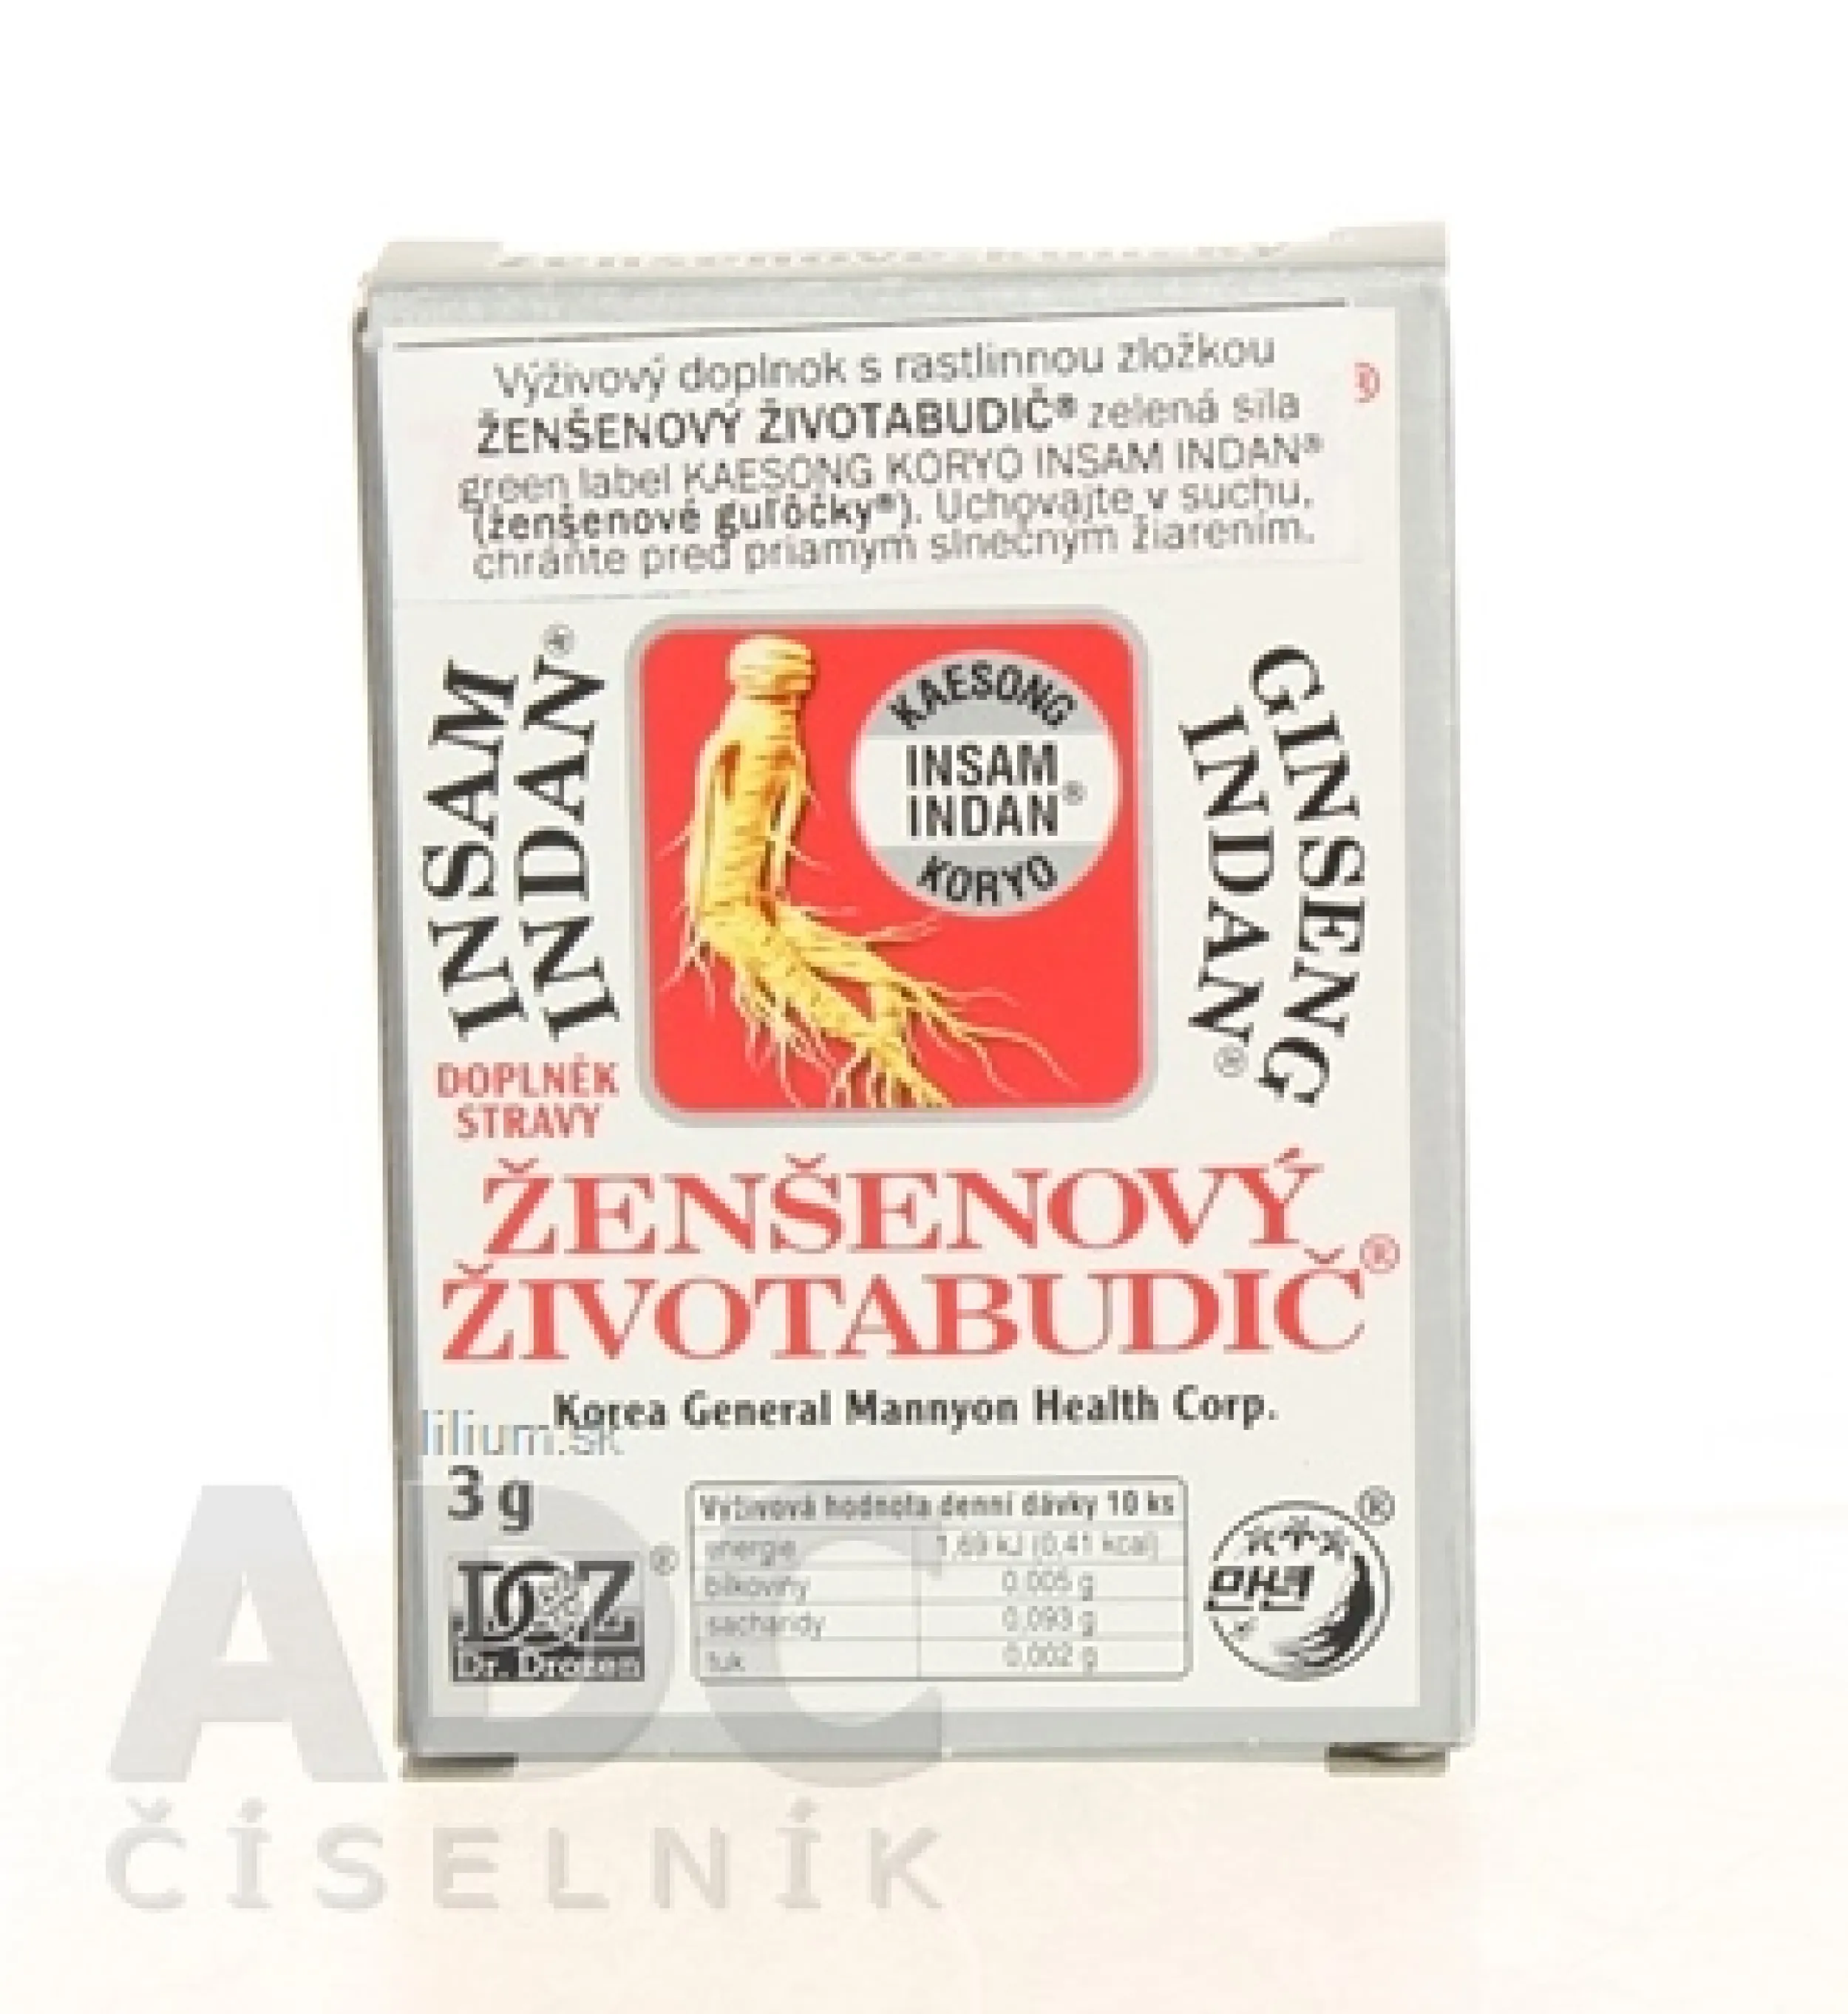 Výživový doplnok s rastlinnou zložkou
ŽENŠENOVÝ ŽIVOTABUDIČ® zelená sila
green label KAESONG KORYO INSAM INDAN®
(ženšenové guľôčky®). Uchovajte v suchu,
chráňte pred priamym slnečným žiarením.
INSAM
INDAN®
KAESONG
INSAM
INDAN®
KORYO
GINSENG
INDAN®
DOPLNĚK
STRAVY
ŽENŠENOVÝ
ŽIVOTABUDIČ®
Korea General Mannyon Health Corp.
lilium.sk
3 g
Výživová hodnota denní dávky 10 ks
energie 1,69 kJ (0,41 kcal)
bílkoviny 0,005 g
sacharidy 0,093 g
tuk 0,002 g
®
만년
®
ADC
ČÍSELNÍK